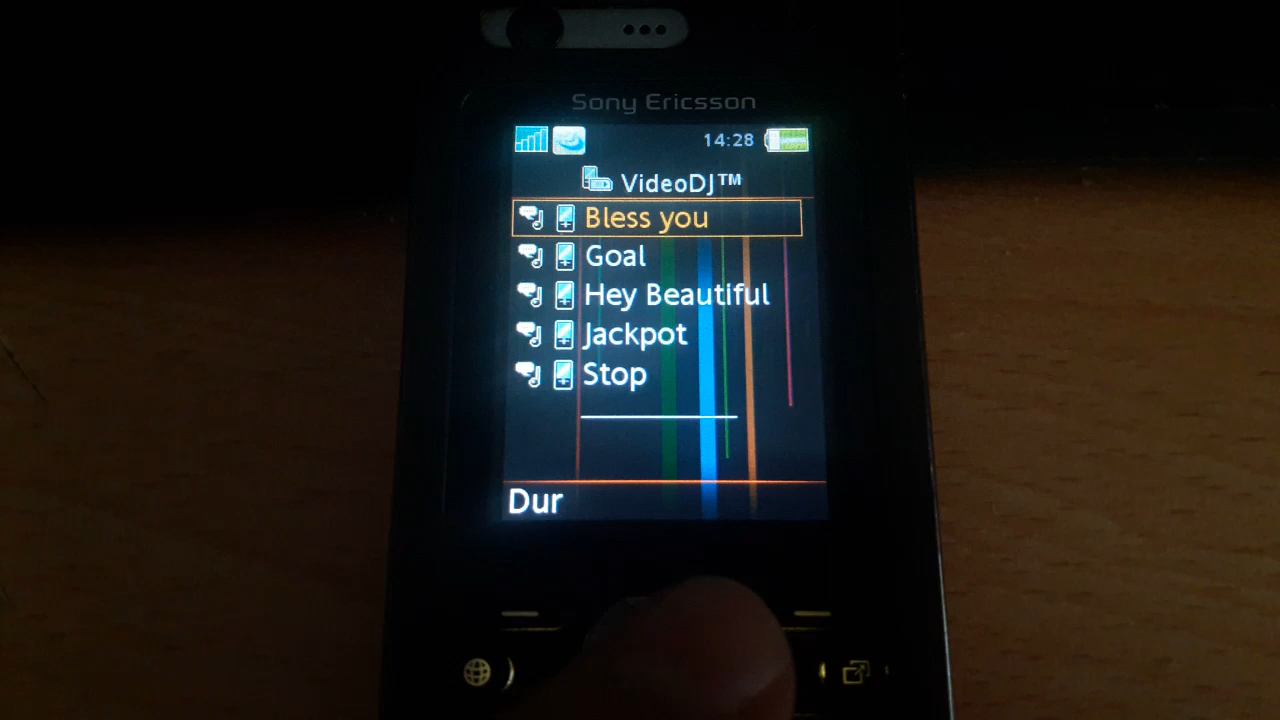 Sony Ericsson
14:28
VideoDJ™
Bless you
Goal
Hey Beautiful
Jackpot
Stop
Dur